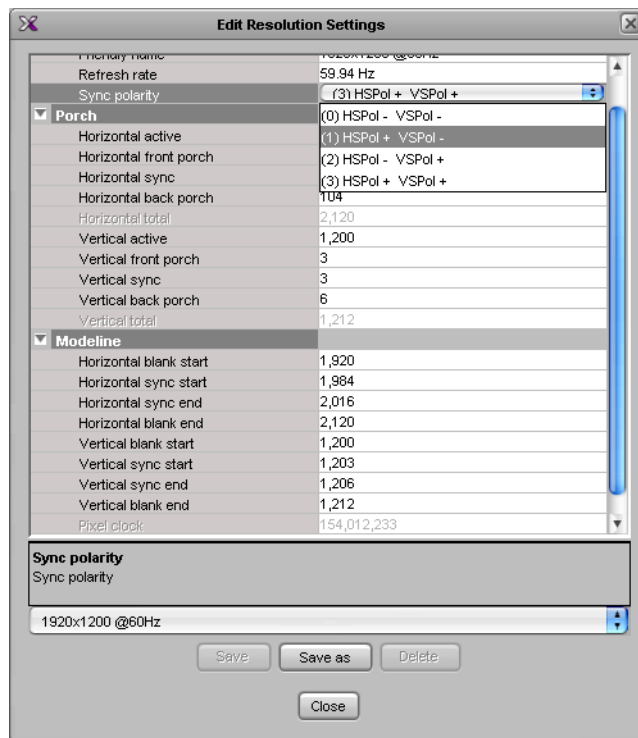 Edit Resolution Settings
Friendly name 1920x1200 @60Hz
Refresh rate 59.94 Hz
Sync polarity (3) HSPol + VSPol +
Porch (0) HSPol - VSPol -
Horizontal active (1) HSPol + VSPol -
Horizontal front porch (2) HSPol - VSPol +
Horizontal sync (3) HSPol + VSPol +
Horizontal back porch 104
Horizontal total 2,120
Vertical active 1,200
Vertical front porch 3
Vertical sync 3
Vertical back porch 6
Vertical total 1,212
Modeline
Horizontal blank start 1,920
Horizontal sync start 1,984
Horizontal sync end 2,016
Horizontal blank end 2,120
Vertical blank start 1,200
Vertical sync start 1,203
Vertical sync end 1,206
Vertical blank end 1,212
Pixel clock 154,012,233
Sync polarity
Sync polarity
1920x1200 @60Hz
Save Save as Delete
Close